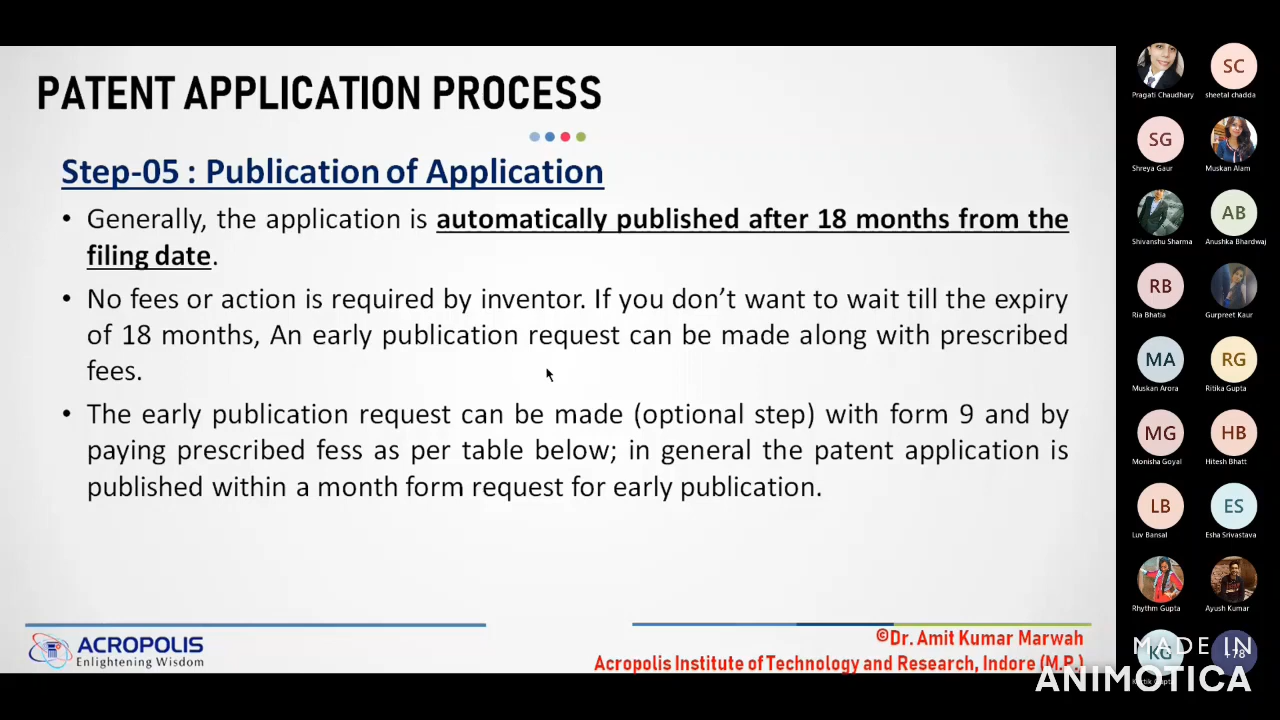 PATENT APPLICATION PROCESS
Step-05 : Publication of Application
• Generally, the application is automatically published after 18 months from the
filing date.
• No fees or action is required by inventor. If you don’t want to wait till the expiry
of 18 months, An early publication request can be made along with prescribed
fees.
• The early publication request can be made (optional step) with form 9 and by
paying prescribed fess as per table below; in general the patent application is
published within a month form request for early publication.
ACROPOLIS
Enlightening Wisdom
©Dr. Amit Kumar Marwah
Acropolis Institute of Technology and Research, Indore (M.P.)
SC
Pragati Chaudhary
sheetal chadda
SG
Shreya Gaur
Muskan Alam
AB
Shivanshu Sharma
Anushka Bhardwaj
RB
Ria Bhatia
Gurpreet Kaur
MA
RG
Muskan Arora
Ritika Gupta
MG
HB
Monisha Goyal
Hitesh Bhatt
LB
ES
Luv Bansal
Esha Srivastava
Rhythm Gupta
Ayush Kumar
KG
+78
MADE IN
ANIMOTICA